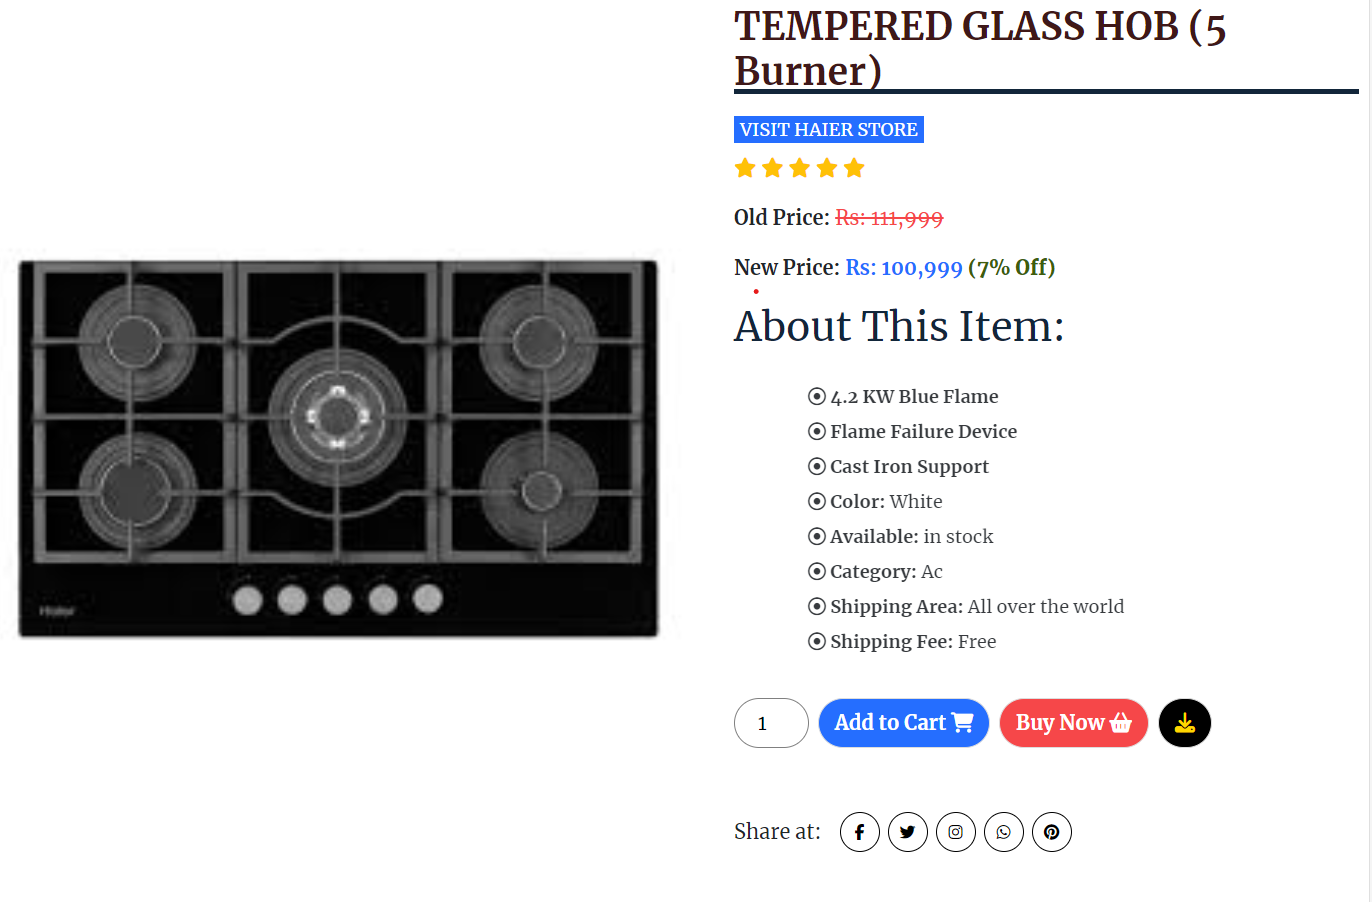 TEMPERED GLASS HOB (5
Burner)
VISIT HAIER STORE
Old Price: Rs: 111,999
New Price: Rs: 100,999 (7% Off)
About This Item:
4.2 KW Blue Flame
Flame Failure Device
Cast Iron Support
Color: White
Available: in stock
Category: Ac
Shipping Area: All over the world
Shipping Fee: Free
Haier
1 Add to Cart Buy Now
Share at: